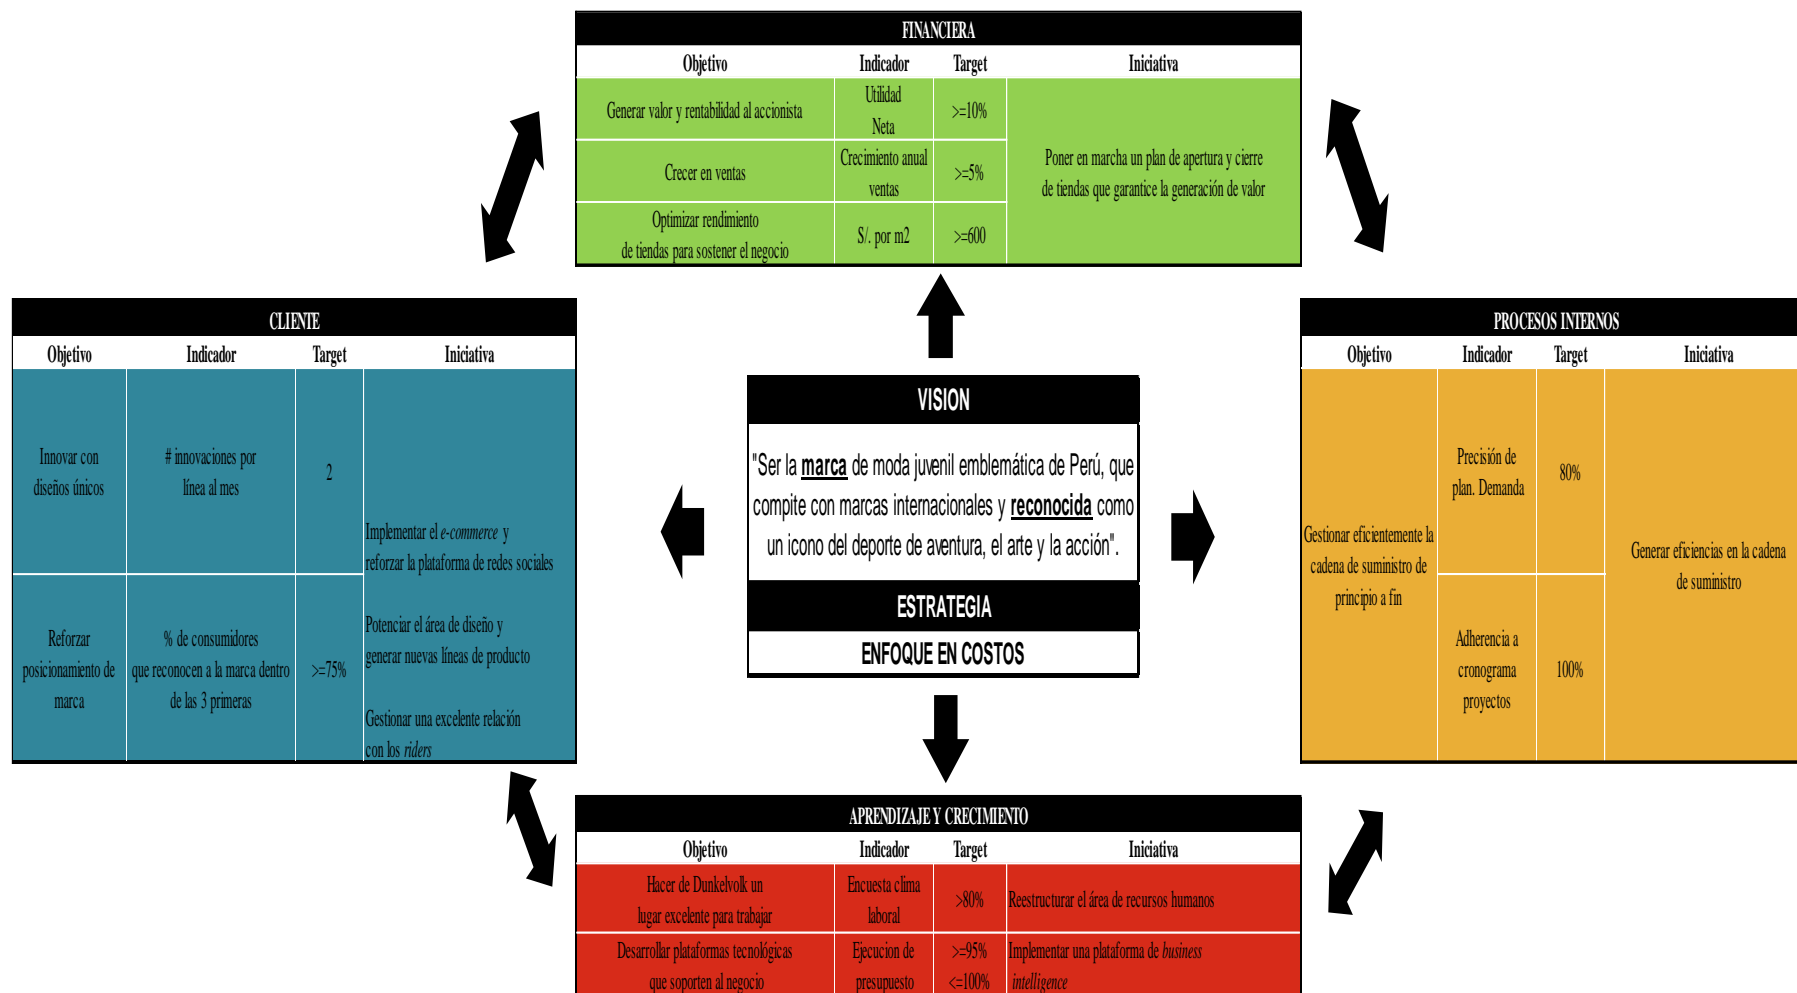 FINANCIERA
Objetivo Indicador Target Iniciativa
Generar valor y rentabilidad al accionista
Utilidad
Neta
>=10%
Crecer en ventas
Crecimiento anual
ventas
>=5%
Optimizar rendimiento
de tiendas para sostener el negocio
S/. por m2
>=600
Poner en marcha un plan de apertura y cierre
de tiendas que garantice la generación de valor
CLIENTE
Objetivo Indicador Target Iniciativa
Innovar con
diseños únicos
# innovaciones por
línea al mes
2
Reforzar
posicionamiento de
marca
% de consumidores
que reconocen a la marca dentro
de las 3 primeras
>=75%
Implementar el e-commerce y
reforzar la plataforma de redes sociales
Potenciar el área de diseño y
generar nuevas líneas de producto
Gestionar una excelente relación
con los riders
VISION
"Ser la marca de moda juvenil emblemática de Perú, que
compite con marcas internacionales y reconocida como
un icono del deporte de aventura, el arte y la acción".
ESTRATEGIA
ENFOQUE EN COSTOS
PROCESOS INTERNOS
Objetivo Indicador Target Iniciativa
Gestionar eficientemente la
cadena de suministro de
principio a fin
Precisión de
plan. Demanda
80%
Adherencia a
cronograma
proyectos
100%
Generar eficiencias en la cadena
de suministro
APRENDIZAJE Y CRECIMIENTO
Objetivo Indicador Target Iniciativa
Hacer de Dunkelvolk un
lugar excelente para trabajar
Encuesta clima
laboral
>80%
Reestructurar el área de recursos humanos
Desarrollar plataformas tecnológicas
que soporten al negocio
Ejecucion de
presupuesto
>=95%
<=100%
Implementar una plataforma de business
intelligence